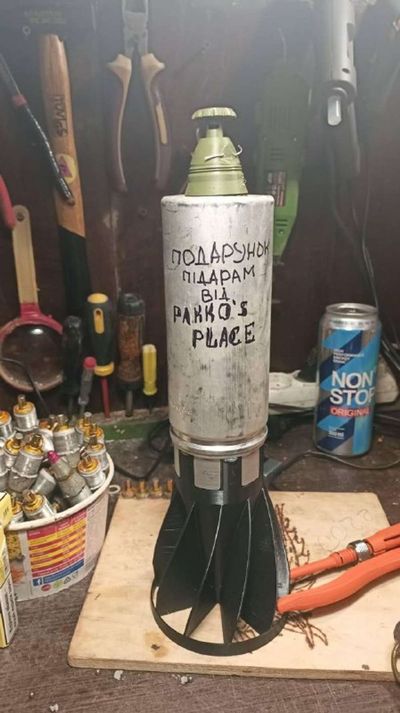 ПОДАРУНОК
ПІДАРАМ
ВІД
PAKKO'S
PLACE
NON
STOP
ORIGINAL